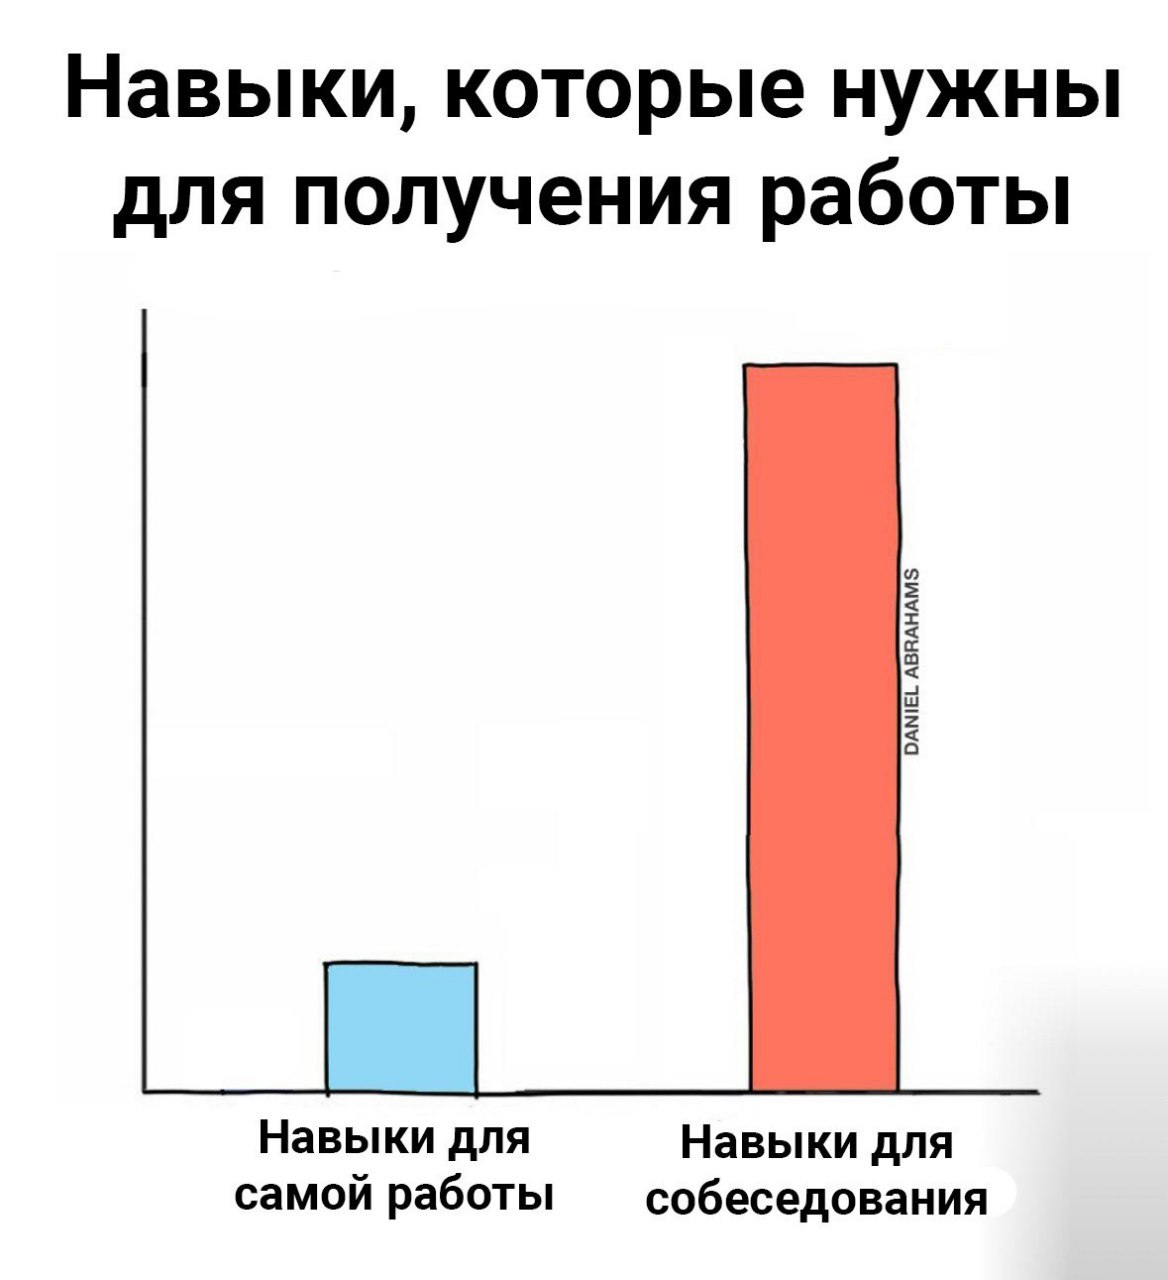 Навыки, которые нужны
для получения работы
DANIEL ABRAHAMS
Навыки для
самой работы
Навыки для
собеседования